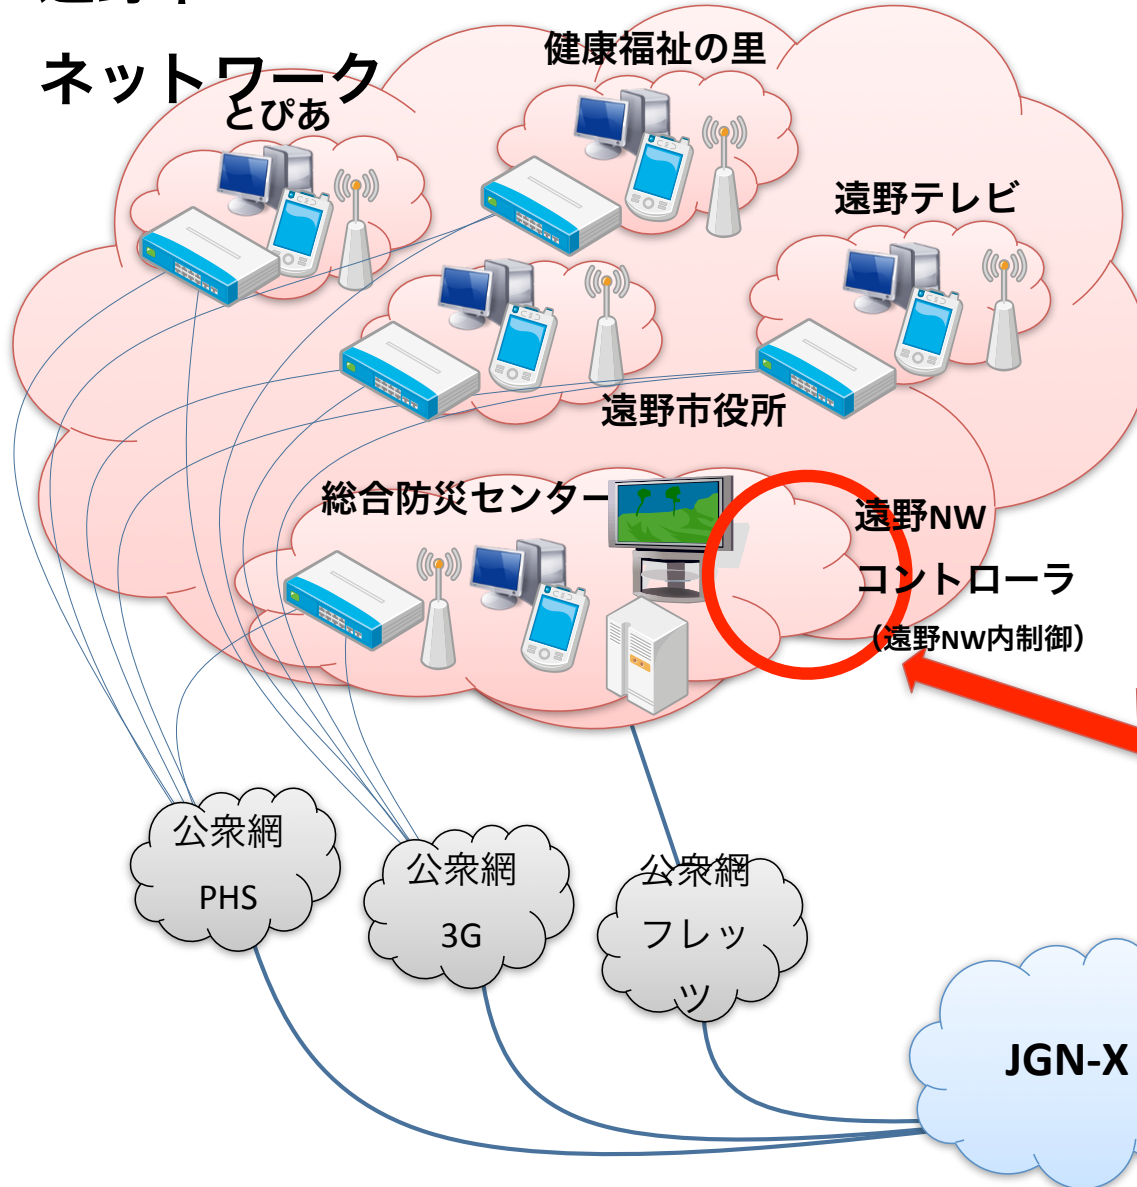 ネットワーク
健康福祉の里
とぴあ
遠野テレビ
遠野市役所
総合防災センター
遠野NW
コントローラ
（遠野NW内制御）
公衆網
PHS
公衆網
3G
公衆網
フレッ
ツ
JGN-X